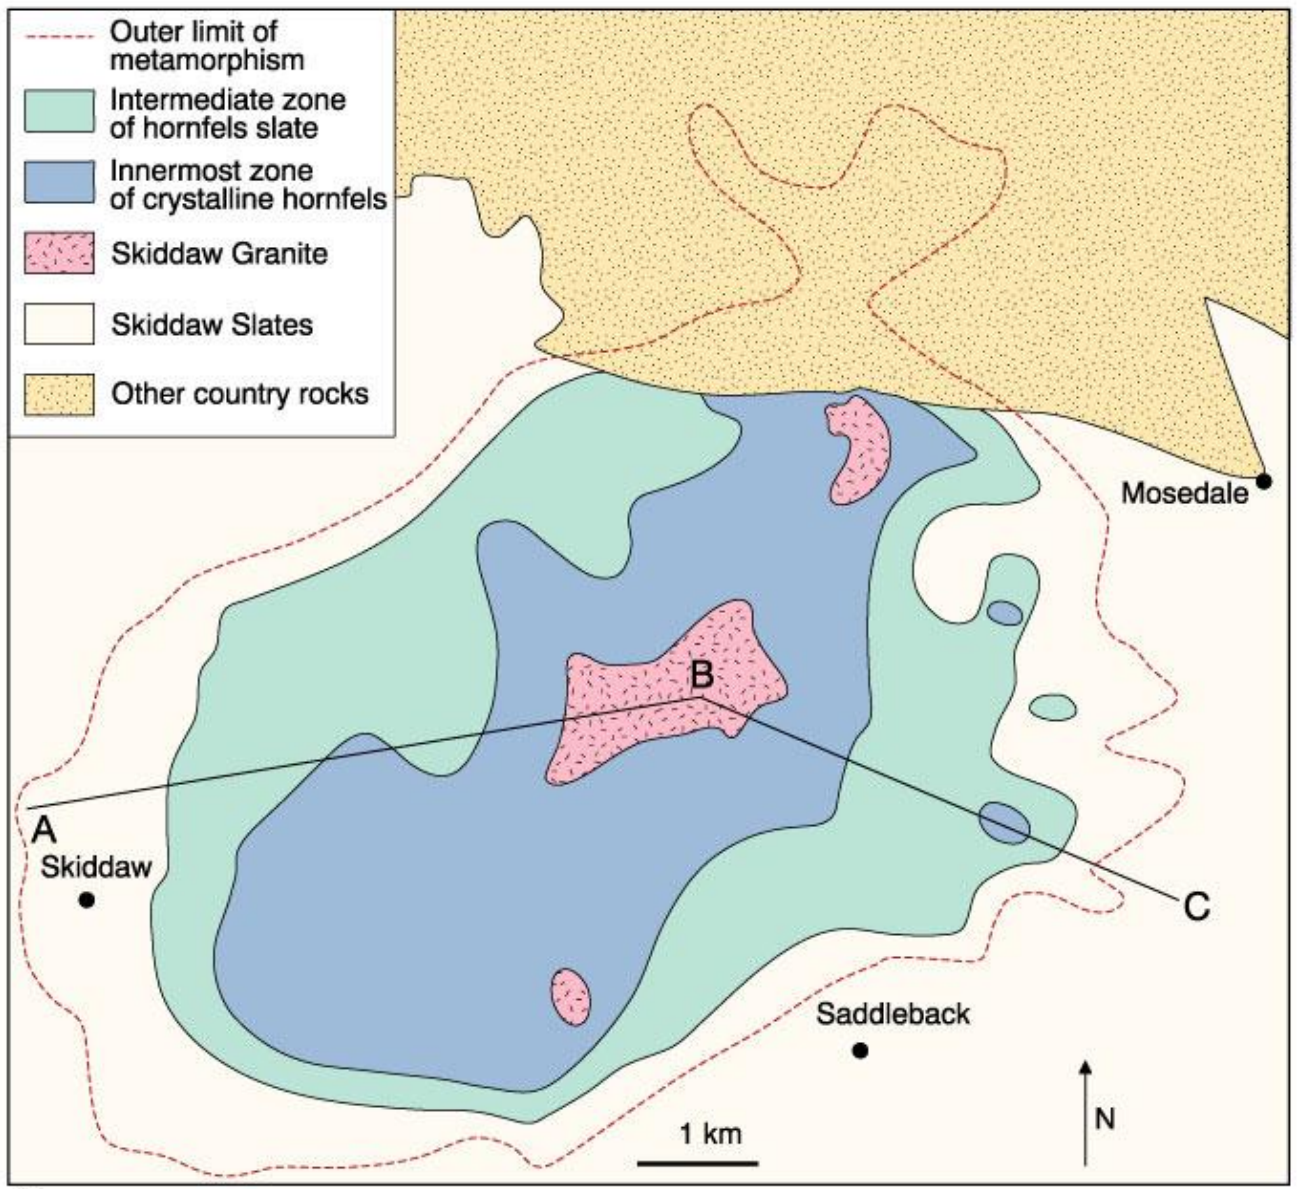 Outer limit of
metamorphism
Intermediate zone
of hornfels slate
Innermost zone
of crystalline hornfels
Skiddaw Granite
Skiddaw Slates
Other country rocks
Mosedale
B
A
Skiddaw
C
Saddleback
1 km
N